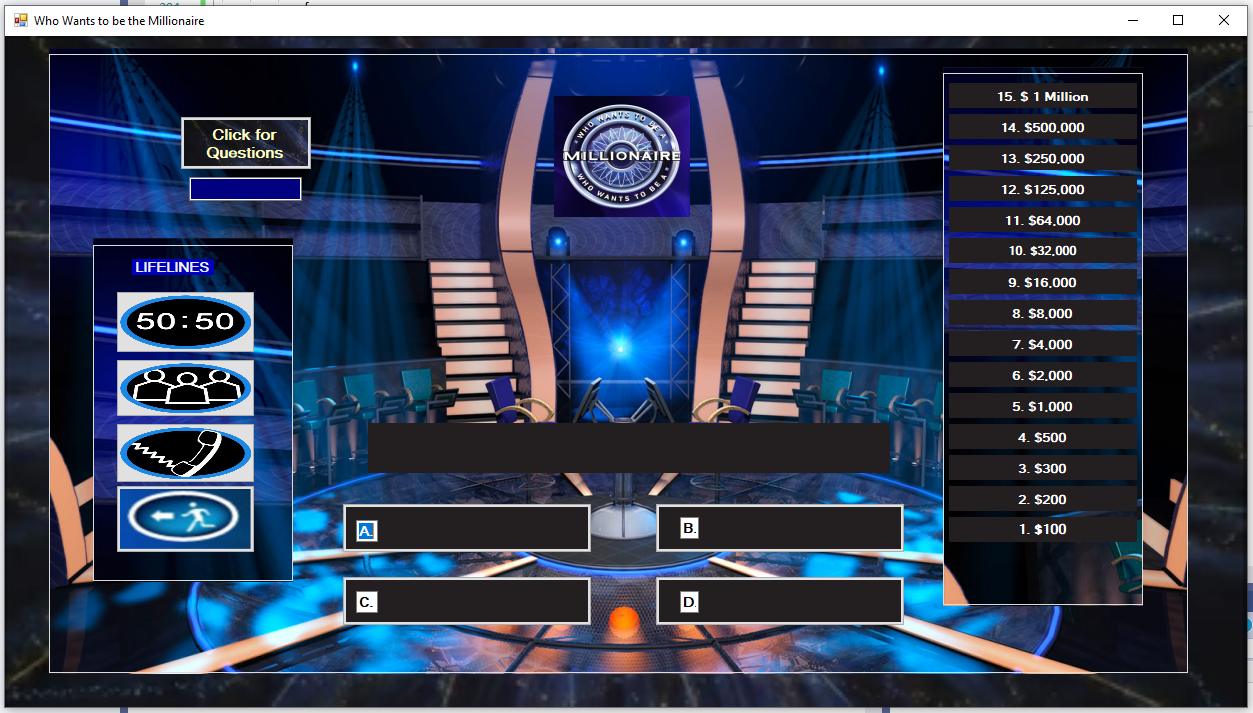 Who Wants to be the Millionaire
Click for
Questions
WHO WANTS TO BE A
MILLIONAIRE
WHO WANTS TO BE A
LIFELINES
50:50
A.
B.
C.
D.
15. $ 1 Million
14. $500,000
13. $250,000
12. $125,000
11. $64,000
10. $32,000
9. $16,000
8. $8,000
7. $4,000
6. $2,000
5. $1,000
4. $500
3. $300
2. $200
1. $100